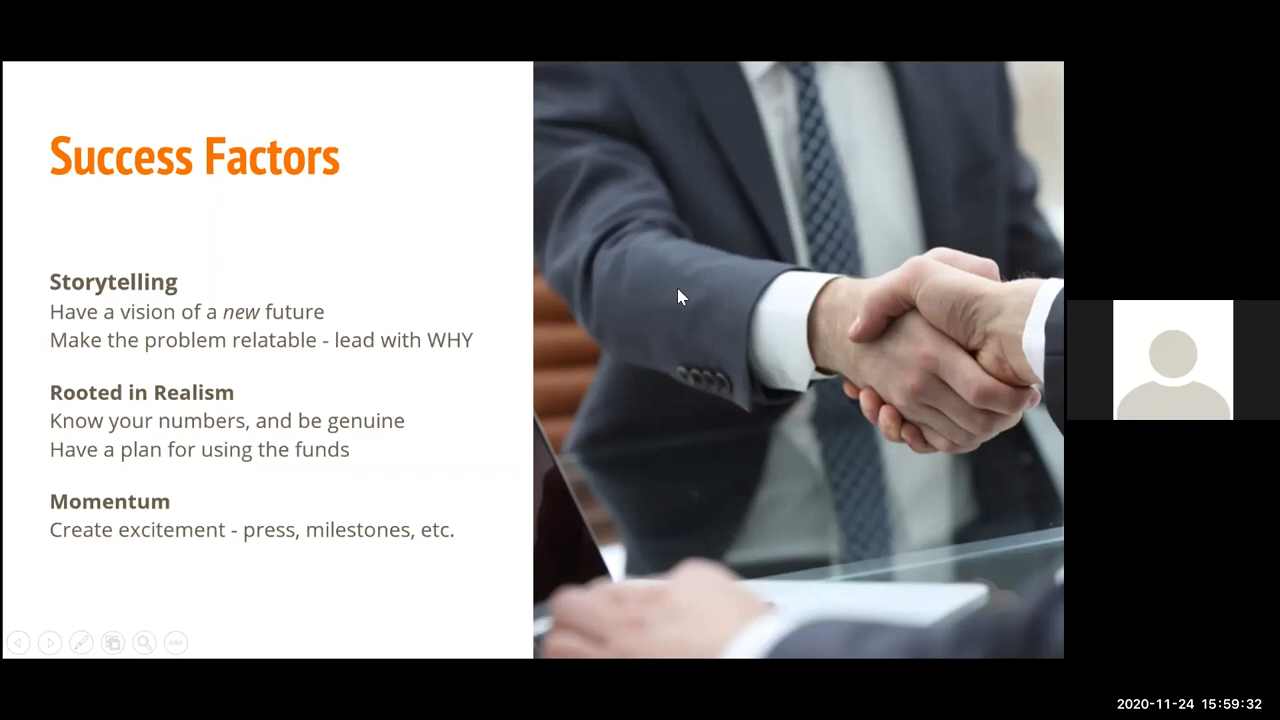 Success Factors
Storytelling
Have a vision of a new future
Make the problem relatable - lead with WHY
Rooted in Realism
Know your numbers, and be genuine
Have a plan for using the funds
Momentum
Create excitement - press, milestones, etc.
2020-11-24 15:59:32